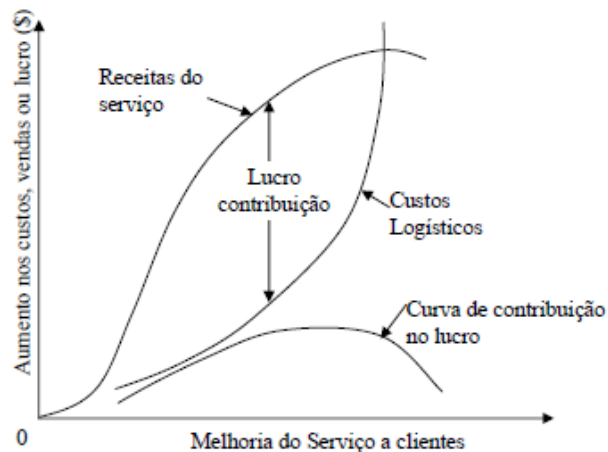 Aumento nos custos, vendas ou lucro ($)
Receitas do
serviço
Lucro
contribuição
Custos
Logísticos
Curva de contribuição
no lucro
0
Melhoria do Serviço a clientes